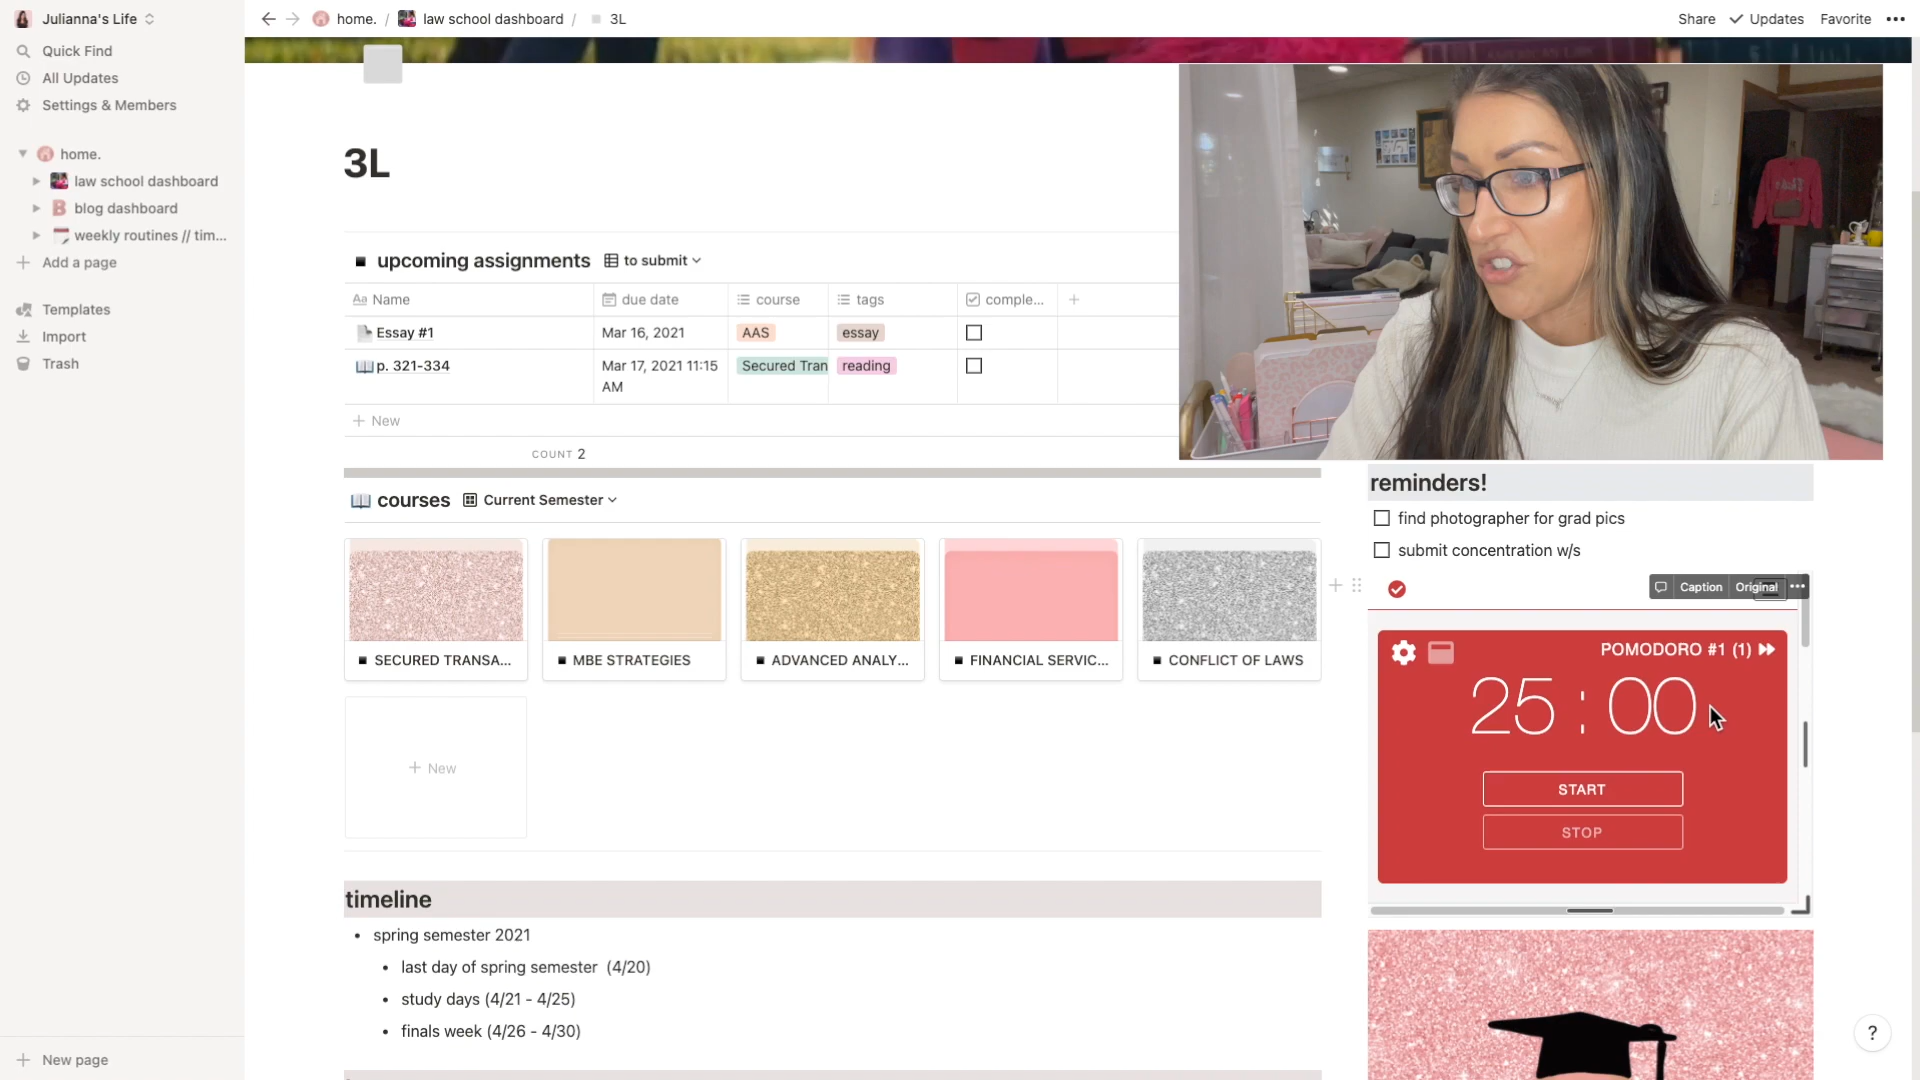 Julianna's Life
Quick Find
All Updates
Settings & Members
home.
law school dashboard
B blog dashboard
weekly routines // tim...
Add a page
Templates
Import
Trash
New page
home. / law school dashboard / 3L
Share Updates Favorite
3L
upcoming assignments to submit
Aa Name due date course tags comple...
Essay #1 Mar 16, 2021 AAS essay
p. 321-334 Mar 17, 2021 11:15 AM Secured Tran reading
New
COUNT 2
courses Current Semester
SECURED TRANSA...
MBE STRATEGIES
ADVANCED ANALY...
FINANCIAL SERVIC...
CONFLICT OF LAWS
New
timeline
spring semester 2021
last day of spring semester (4/20)
study days (4/21 - 4/25)
finals week (4/26 - 4/30)
reminders!
find photographer for grad pics
submit concentration w/s
Caption Original
POMODORO #1 (1)
25 : 00
START
STOP
?